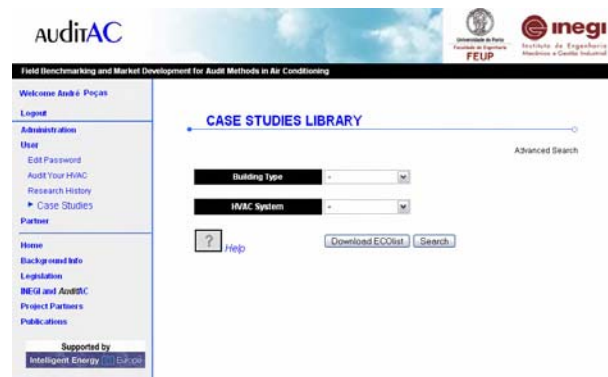 AUDITAC
Universidade do Porto
Faculdade de Engenharia
FEUP
inegi
Instituto de Engenharia
Mecânica e Gestão Industrial
Field Benchmarking and Market Development for Audit Methods in Air Conditioning
Welcome André Poças
Logout
Administration
User
Edit Password
Audit Your HVAC
Research History
Case Studies
Partner
Home
Background Info
Legislation
INEGI and AuditAC
Project Partners
Publications
Supported by
Intelligent Energy Europe
CASE STUDIES LIBRARY
Advanced Search
Building Type -
HVAC System -
? Help
Download ECOlist Search